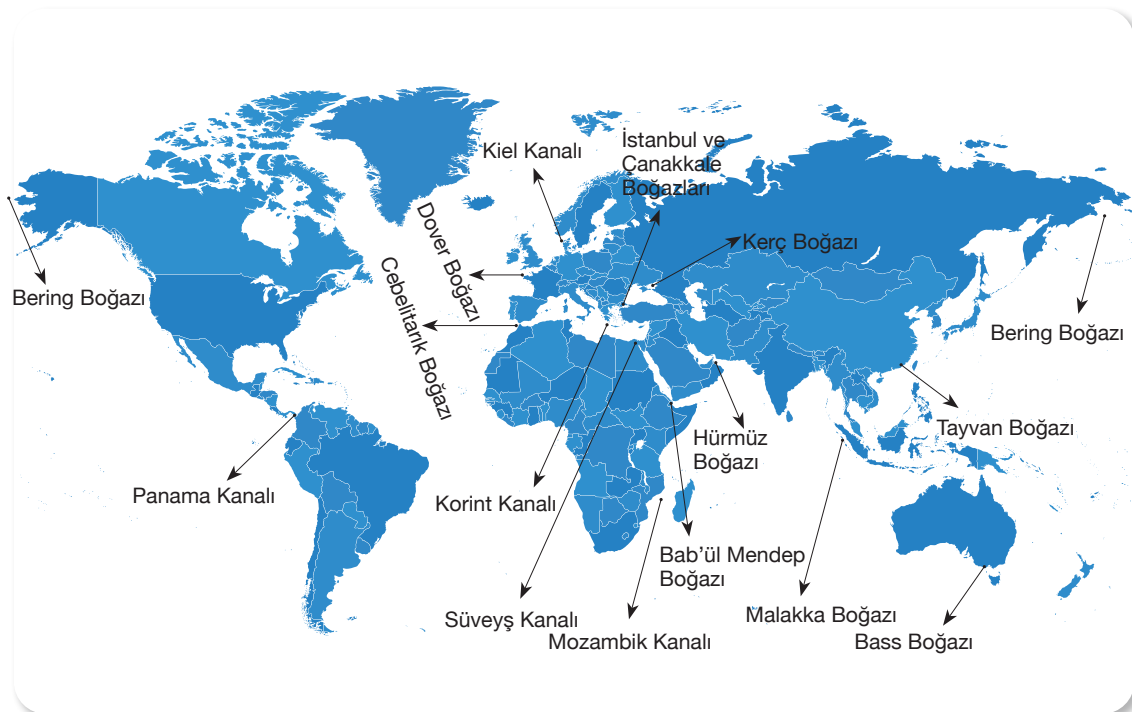 Kiel Kanalı
İstanbul ve
Çanakkale
Boğazları
Dover Boğazı
Cebelitarık Boğazı
Kerç Boğazı
Bering Boğazı
Bering Boğazı
Tayvan Boğazı
Hürmüz
Boğazı
Panama Kanalı
Korint Kanalı
Bab’ül Mendep
Boğazı
Süveyş Kanalı
Mozambik Kanalı
Malakka Boğazı
Bass Boğazı